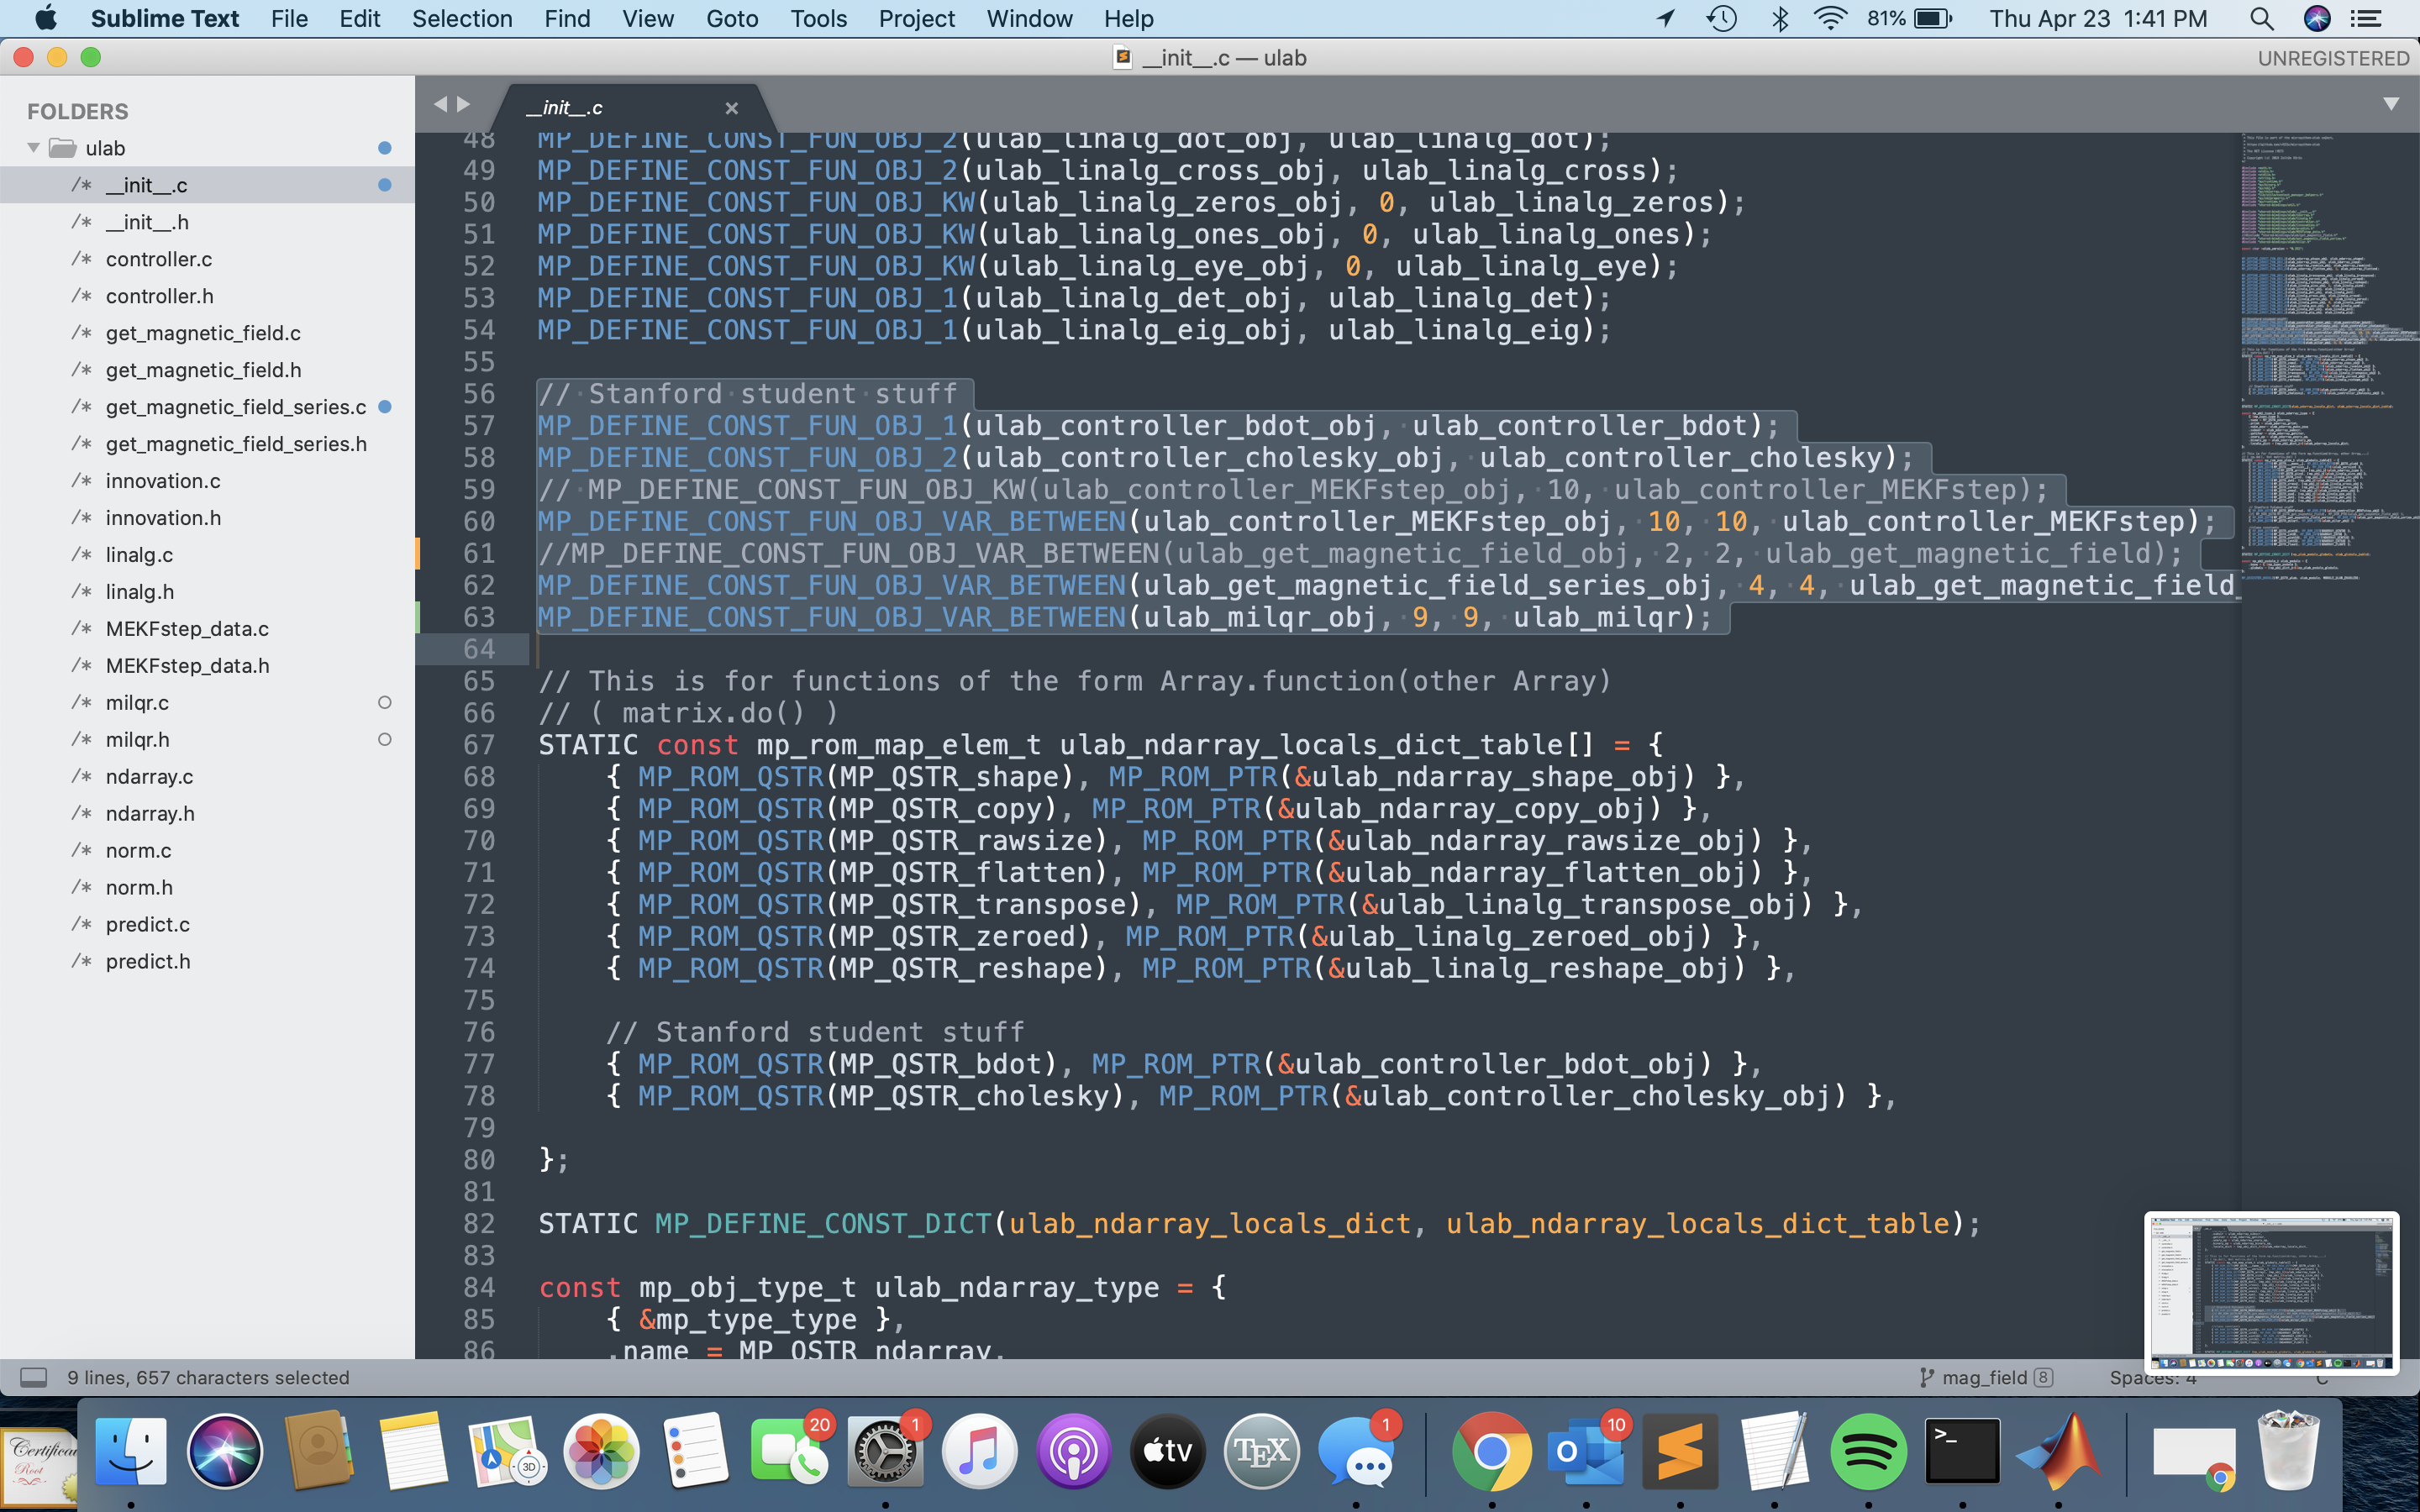 Sublime Text File Edit Selection Find View Goto Tools Project Window Help 81% Thu Apr 23 1:41 PM
__init__.c — ulab UNREGISTERED
FOLDERS
ulab
/* __init__.c
/* __init__.h
/* controller.c
/* controller.h
/* get_magnetic_field.c
/* get_magnetic_field.h
/* get_magnetic_field_series.c
/* get_magnetic_field_series.h
/* innovation.c
/* innovation.h
/* linalg.c
/* linalg.h
/* MEKFstep_data.c
/* MEKFstep_data.h
/* milqr.c
/* milqr.h
/* ndarray.c
/* ndarray.h
/* norm.c
/* norm.h
/* predict.c
/* predict.h
__init__.c ×
48 MP_DEFINE_CONST_FUN_OBJ_2(ulab_linalg_dot_obj, ulab_linalg_dot);
49 MP_DEFINE_CONST_FUN_OBJ_2(ulab_linalg_cross_obj, ulab_linalg_cross);
50 MP_DEFINE_CONST_FUN_OBJ_KW(ulab_linalg_zeros_obj, 0, ulab_linalg_zeros);
51 MP_DEFINE_CONST_FUN_OBJ_KW(ulab_linalg_ones_obj, 0, ulab_linalg_ones);
52 MP_DEFINE_CONST_FUN_OBJ_KW(ulab_linalg_eye_obj, 0, ulab_linalg_eye);
53 MP_DEFINE_CONST_FUN_OBJ_1(ulab_linalg_det_obj, ulab_linalg_det);
54 MP_DEFINE_CONST_FUN_OBJ_1(ulab_linalg_eig_obj, ulab_linalg_eig);
55
56 // Stanford student stuff
57 MP_DEFINE_CONST_FUN_OBJ_1(ulab_controller_bdot_obj, ulab_controller_bdot);
58 MP_DEFINE_CONST_FUN_OBJ_2(ulab_controller_cholesky_obj, ulab_controller_cholesky);
59 // MP_DEFINE_CONST_FUN_OBJ_KW(ulab_controller_MEKFstep_obj, 10, ulab_controller_MEKFstep);
60 MP_DEFINE_CONST_FUN_OBJ_VAR_BETWEEN(ulab_controller_MEKFstep_obj, 10, 10, ulab_controller_MEKFstep);
61 //MP_DEFINE_CONST_FUN_OBJ_VAR_BETWEEN(ulab_get_magnetic_field_obj, 2, 2, ulab_get_magnetic_field);
62 MP_DEFINE_CONST_FUN_OBJ_VAR_BETWEEN(ulab_get_magnetic_field_series_obj, 4, 4, ulab_get_magnetic_field_
63 MP_DEFINE_CONST_FUN_OBJ_VAR_BETWEEN(ulab_milqr_obj, 9, 9, ulab_milqr);
64
65 // This is for functions of the form Array.function(other Array)
66 // ( matrix.do() )
67 STATIC const mp_rom_map_elem_t ulab_ndarray_locals_dict_table[] = {
68 { MP_ROM_QSTR(MP_QSTR_shape), MP_ROM_PTR(&ulab_ndarray_shape_obj) },
69 { MP_ROM_QSTR(MP_QSTR_copy), MP_ROM_PTR(&ulab_ndarray_copy_obj) },
70 { MP_ROM_QSTR(MP_QSTR_rawsize), MP_ROM_PTR(&ulab_ndarray_rawsize_obj) },
71 { MP_ROM_QSTR(MP_QSTR_flatten), MP_ROM_PTR(&ulab_ndarray_flatten_obj) },
72 { MP_ROM_QSTR(MP_QSTR_transpose), MP_ROM_PTR(&ulab_linalg_transpose_obj) },
73 { MP_ROM_QSTR(MP_QSTR_zeroed), MP_ROM_PTR(&ulab_linalg_zeroed_obj) },
74 { MP_ROM_QSTR(MP_QSTR_reshape), MP_ROM_PTR(&ulab_linalg_reshape_obj) },
75
76 // Stanford student stuff
77 { MP_ROM_QSTR(MP_QSTR_bdot), MP_ROM_PTR(&ulab_controller_bdot_obj) },
78 { MP_ROM_QSTR(MP_QSTR_cholesky), MP_ROM_PTR(&ulab_controller_cholesky_obj) },
79
80 };
81
82 STATIC MP_DEFINE_CONST_DICT(ulab_ndarray_locals_dict, ulab_ndarray_locals_dict_table);
83
84 const mp_obj_type_t ulab_ndarray_type = {
85 { &mp_type_type },
86 .name = MP_QSTR_ndarray,
9 lines, 657 characters selected mag_field 8 Spaces: 4 C
20 1 1 10
3D tv TEX O >_